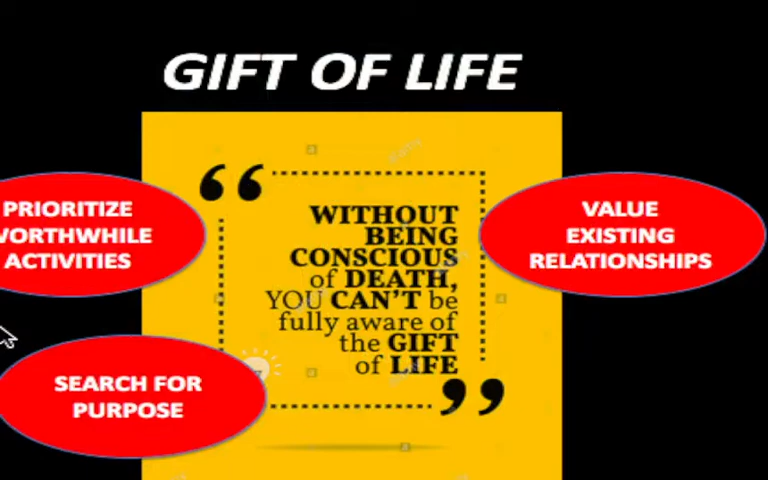 GIFT OF LIFE
PRIORITIZE
WORTHWHILE
ACTIVITIES
“
WITHOUT
BEING
CONSCIOUS
of DEATH,
YOU CAN'T be
fully aware of
the GIFT
of LIFE
”
VALUE
EXISTING
RELATIONSHIPS
SEARCH FOR
PURPOSE